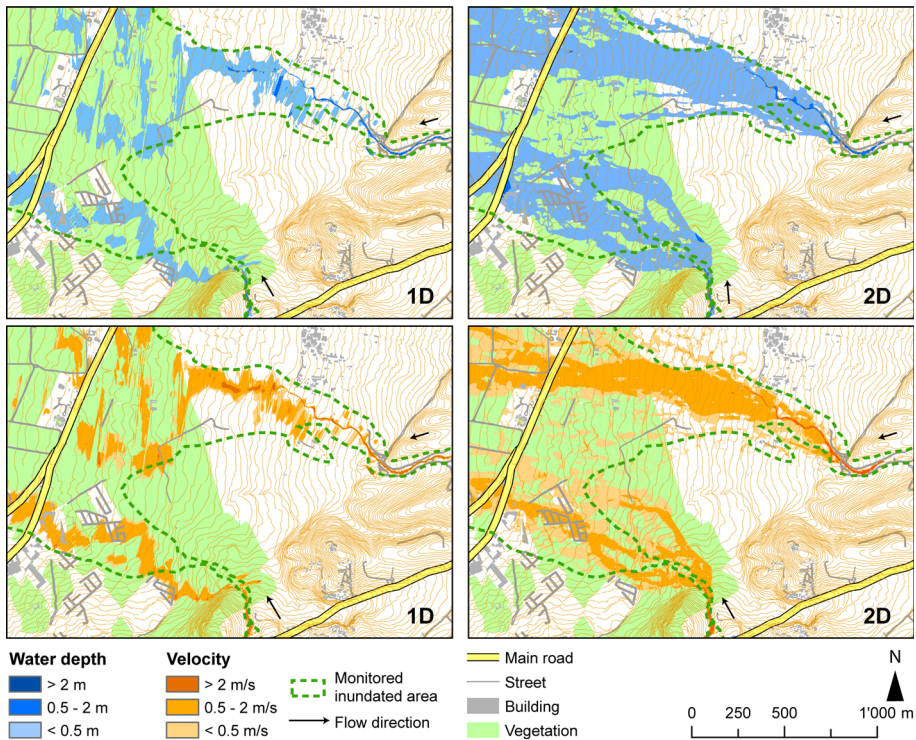 1D
2D
1D
2D
Water depth
> 2 m
0.5 - 2 m
< 0.5 m
Velocity
> 2 m/s
0.5 - 2 m/s
< 0.5 m/s
Monitored
inundated area
Flow direction
Main road
Street
Building
Vegetation
N
0 250 500 1'000 m